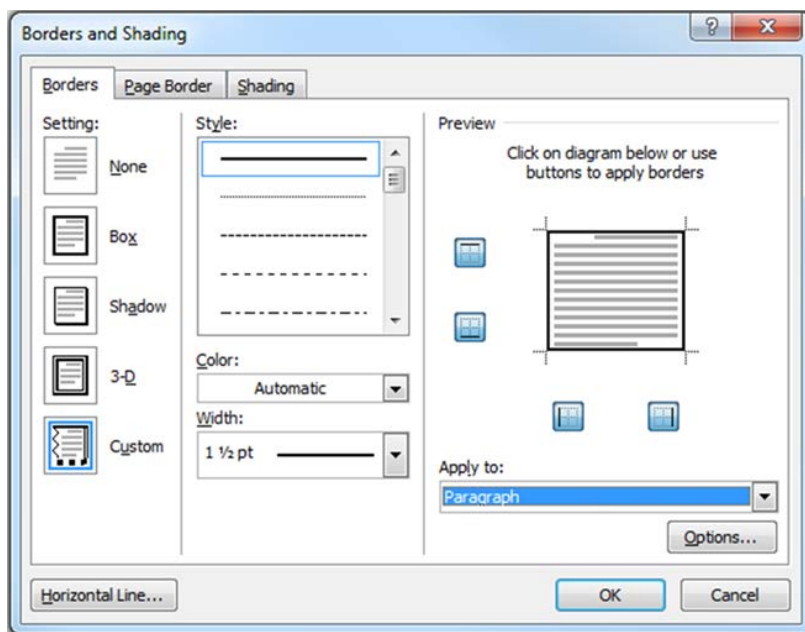 Borders and Shading
Borders
Page Border
Shading
Setting:
None
Box
Shadow
3-D
Custom
Style:
Color:
Automatic
Width:
1 ½ pt
Preview
Click on diagram below or use
buttons to apply borders
Apply to:
Paragraph
Options...
Horizontal Line...
OK
Cancel